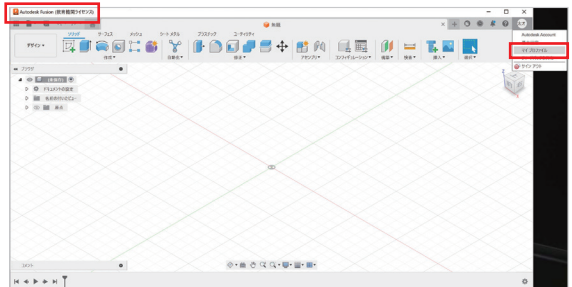 Autodesk Fusion (教育機関ライセンス)
無題
Autodesk Account
マイ プロファイル
サイン アウト
デザイン
ソリッド
サーフェス
メッシュ
シート メタル
プラスチック
ユーティリティ
作成
自動化
修正
アセンブリ
コンフィギュレーション
構築
検査
挿入
選択
ブラウザ
(未保存)
ドキュメントの設定
名前の付いたビュー
原点
コメント